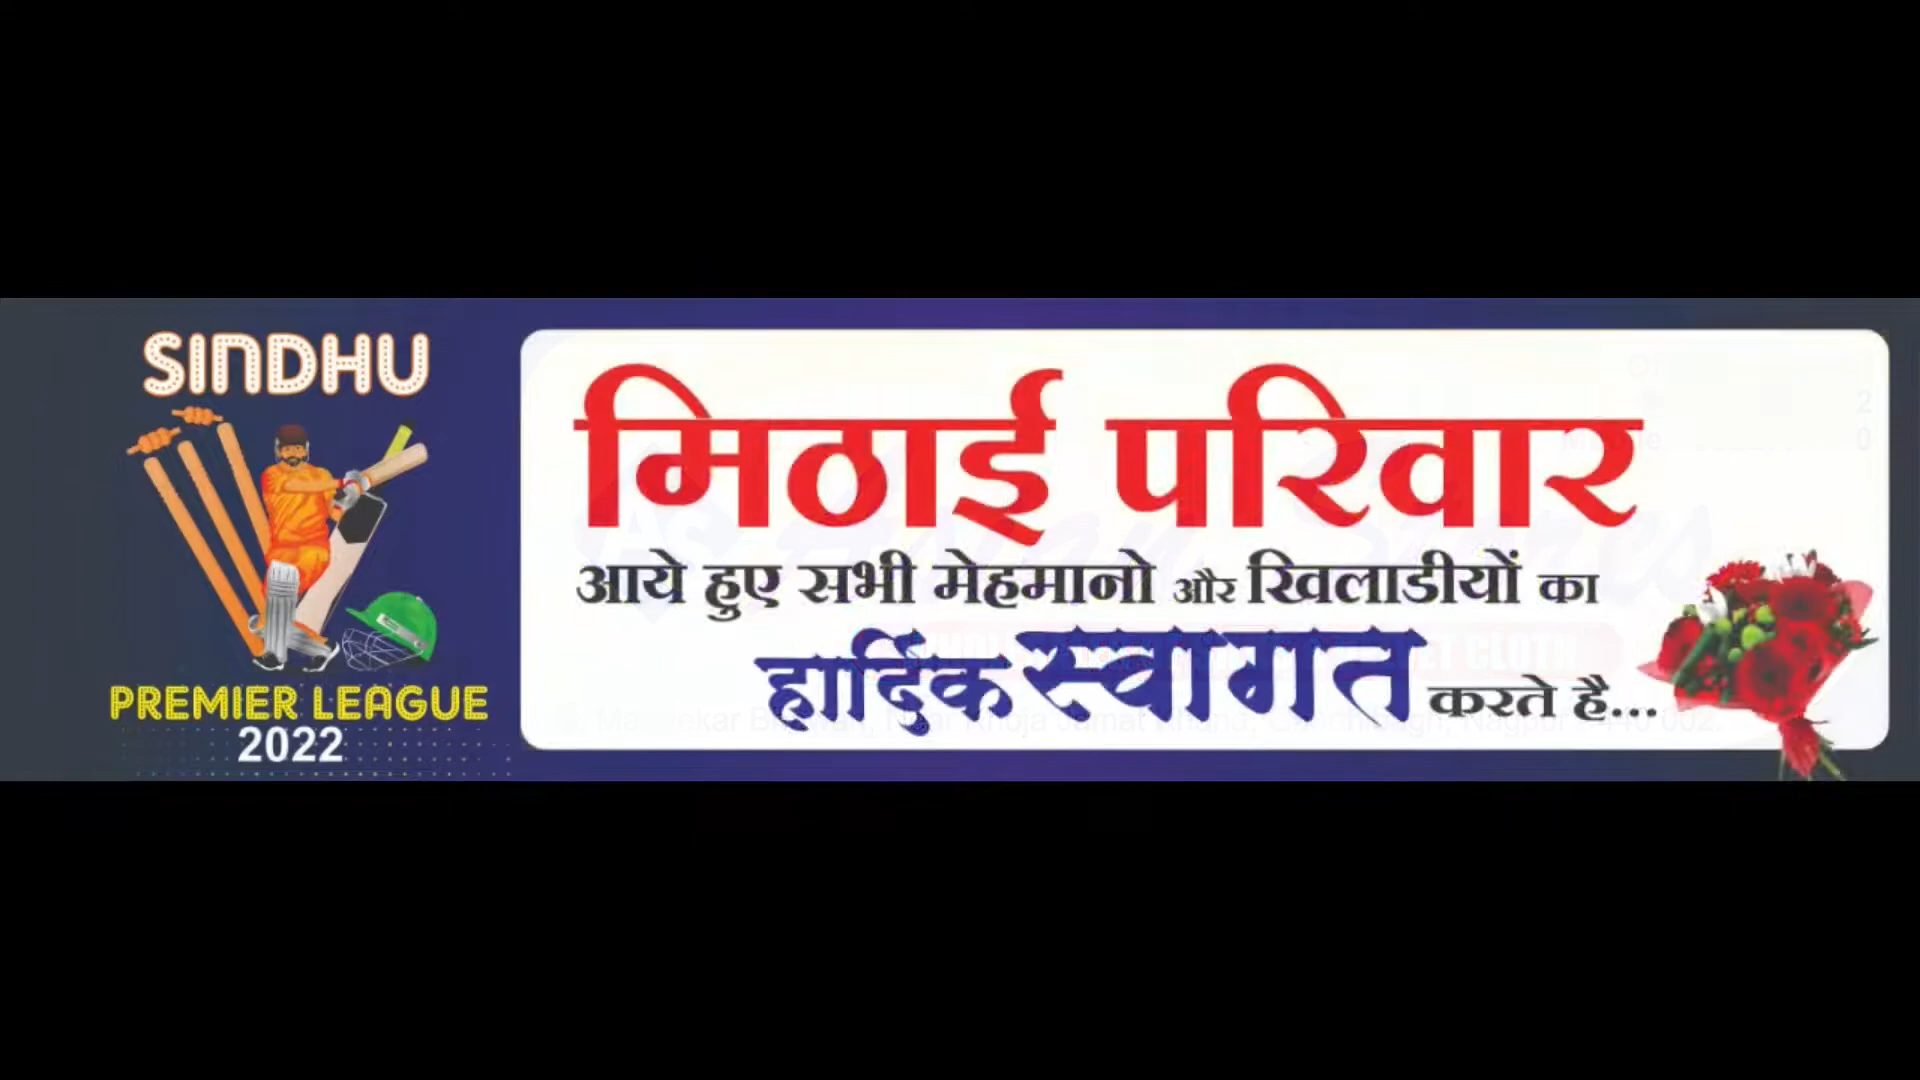 SINDHU
PREMIER LEAGUE
2022
मिठाई परिवार
आये हुए सभी मेहमानो और खिलाडीयों का
हार्दिक स्वागत करते है...